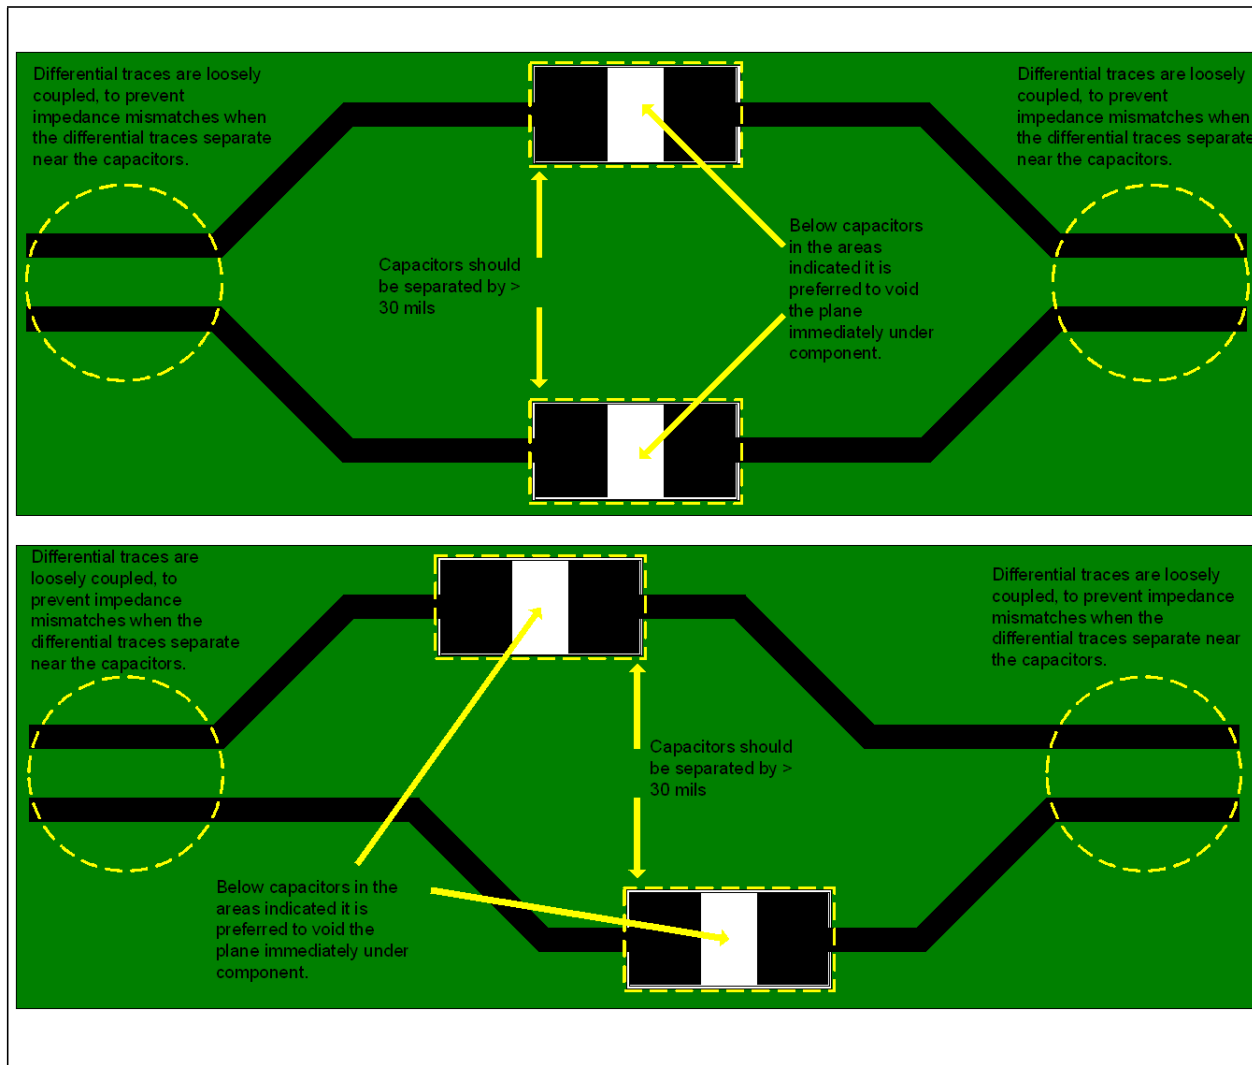 Differential traces are loosely
coupled, to prevent
impedance mismatches when
the differential traces separate
near the capacitors.
Differential traces are loosely
coupled, to prevent
impedance mismatches when
the differential traces separate
near the capacitors.
Capacitors should
be separated by >
30 mils
Below capacitors
in the areas
indicated it is
preferred to void
the plane
immediately under
component.
Differential traces are
loosely coupled, to
prevent impedance
mismatches when the
differential traces separate
near the capacitors.
Differential traces are loosely
coupled, to prevent impedance
mismatches when the
differential traces separate near
the capacitors.
Capacitors should
be separated by >
30 mils
Below capacitors in the
areas indicated it is
preferred to void the
plane immediately under
component.